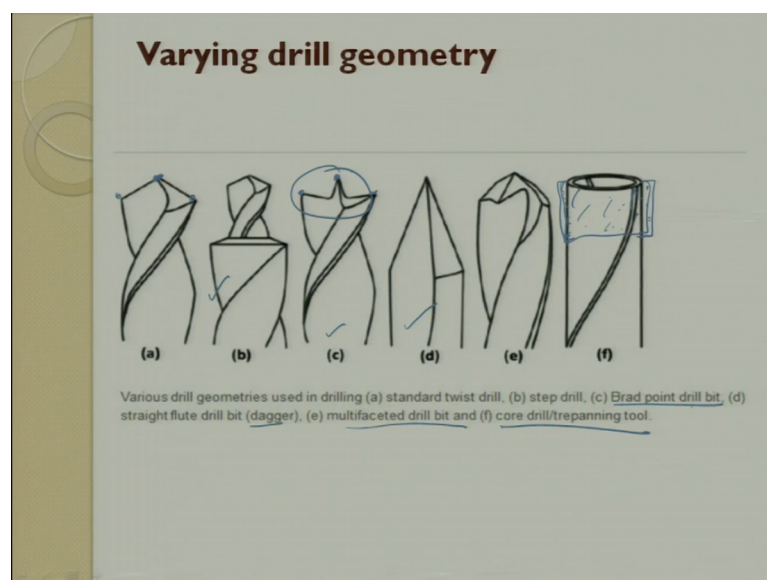 Varying drill geometry
(a) (b) (c) (d) (e) (f)
Various drill geometries used in drilling (a) standard twist drill, (b) step drill, (c) Brad point drill bit, (d)
straight flute drill bit (dagger), (e) multifaceted drill bit and (f) core drill/trepanning tool.